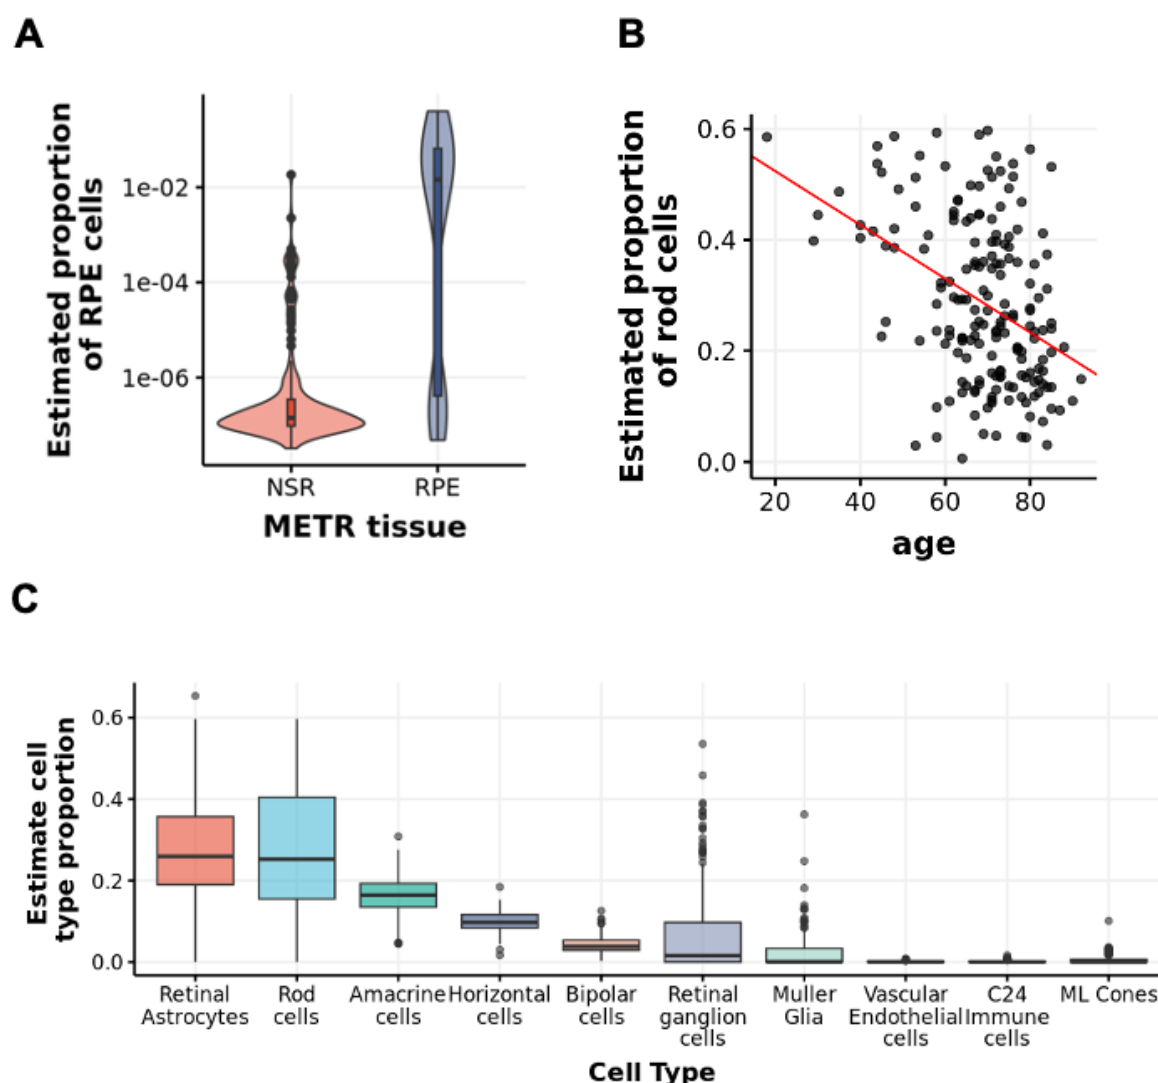 A
Estimated proportion
of RPE cells
1e-02
1e-04
1e-06
NSR RPE
METR tissue
B
Estimated proportion
of rod cells
0.6
0.4
0.2
0.0
20 40 60 80
age
C
Estimate cell
type proportion
0.6
0.4
0.2
0.0
Retinal
Astrocytes
Rod
cells
Amacrine
cells
Horizontal
cells
Bipolar
cells
Retinal
ganglion
cells
Muller
Glia
Vascular
Endothelial
cells
C24
Immune
cells
ML Cones
Cell Type